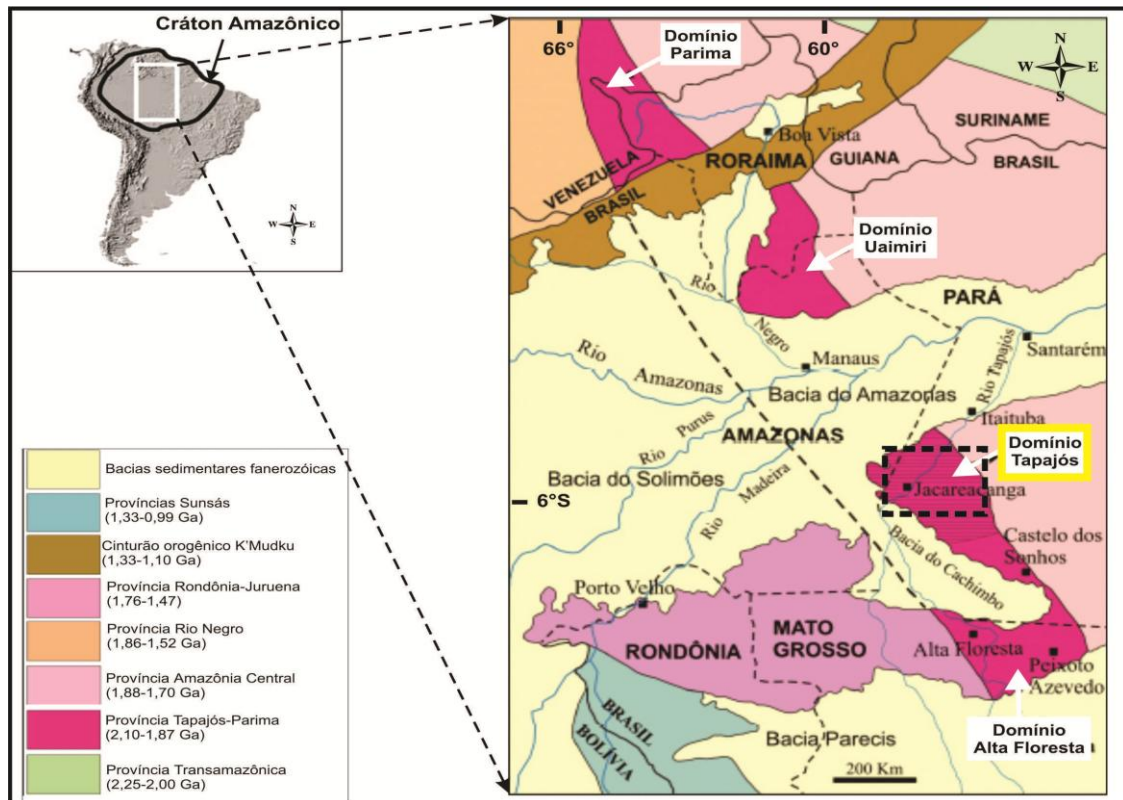 Cráton Amazônico
N
W
E
S
Bacias sedimentares fanerozóicas
Províncias Sunsás
(1,33-0,99 Ga)
Cinturão orogênico K'Mudku
(1,33-1,10 Ga)
Província Rondônia-Juruena
(1,76-1,47)
Província Rio Negro
(1,86-1,52 Ga)
Província Amazônia Central
(1,88-1,70 Ga)
Província Tapajós-Parima
(2,10-1,87 Ga)
Província Transamazônica
(2,25-2,00 Ga)
66°
60°
Domínio
Parima
N
W
E
S
SURINAME
Boa Vista
RORAIMA
GUIANA
BRASIL
VENEZUELA
BRASIL
Domínio
Uaimiri
PARÁ
Rio
Negro
Santarém
Manaus
Rio Tapajós
Rio
Amazonas
Bacia do Amazonas
Itaituba
AMAZONAS
Domínio
Tapajós
Rio
Purus
Bacia do Solimões
Rio
Madeira
6°S
Jacareacanga
Castelo dos
Sonhos
Bacia do Cachimbo
Porto Velho
MATO
GROSSO
RONDÔNIA
Alta Floresta
Peixoto
Azevedo
BRASIL
BOLÍVIA
Bacia Parecis
Domínio
Alta Floresta
200 Km